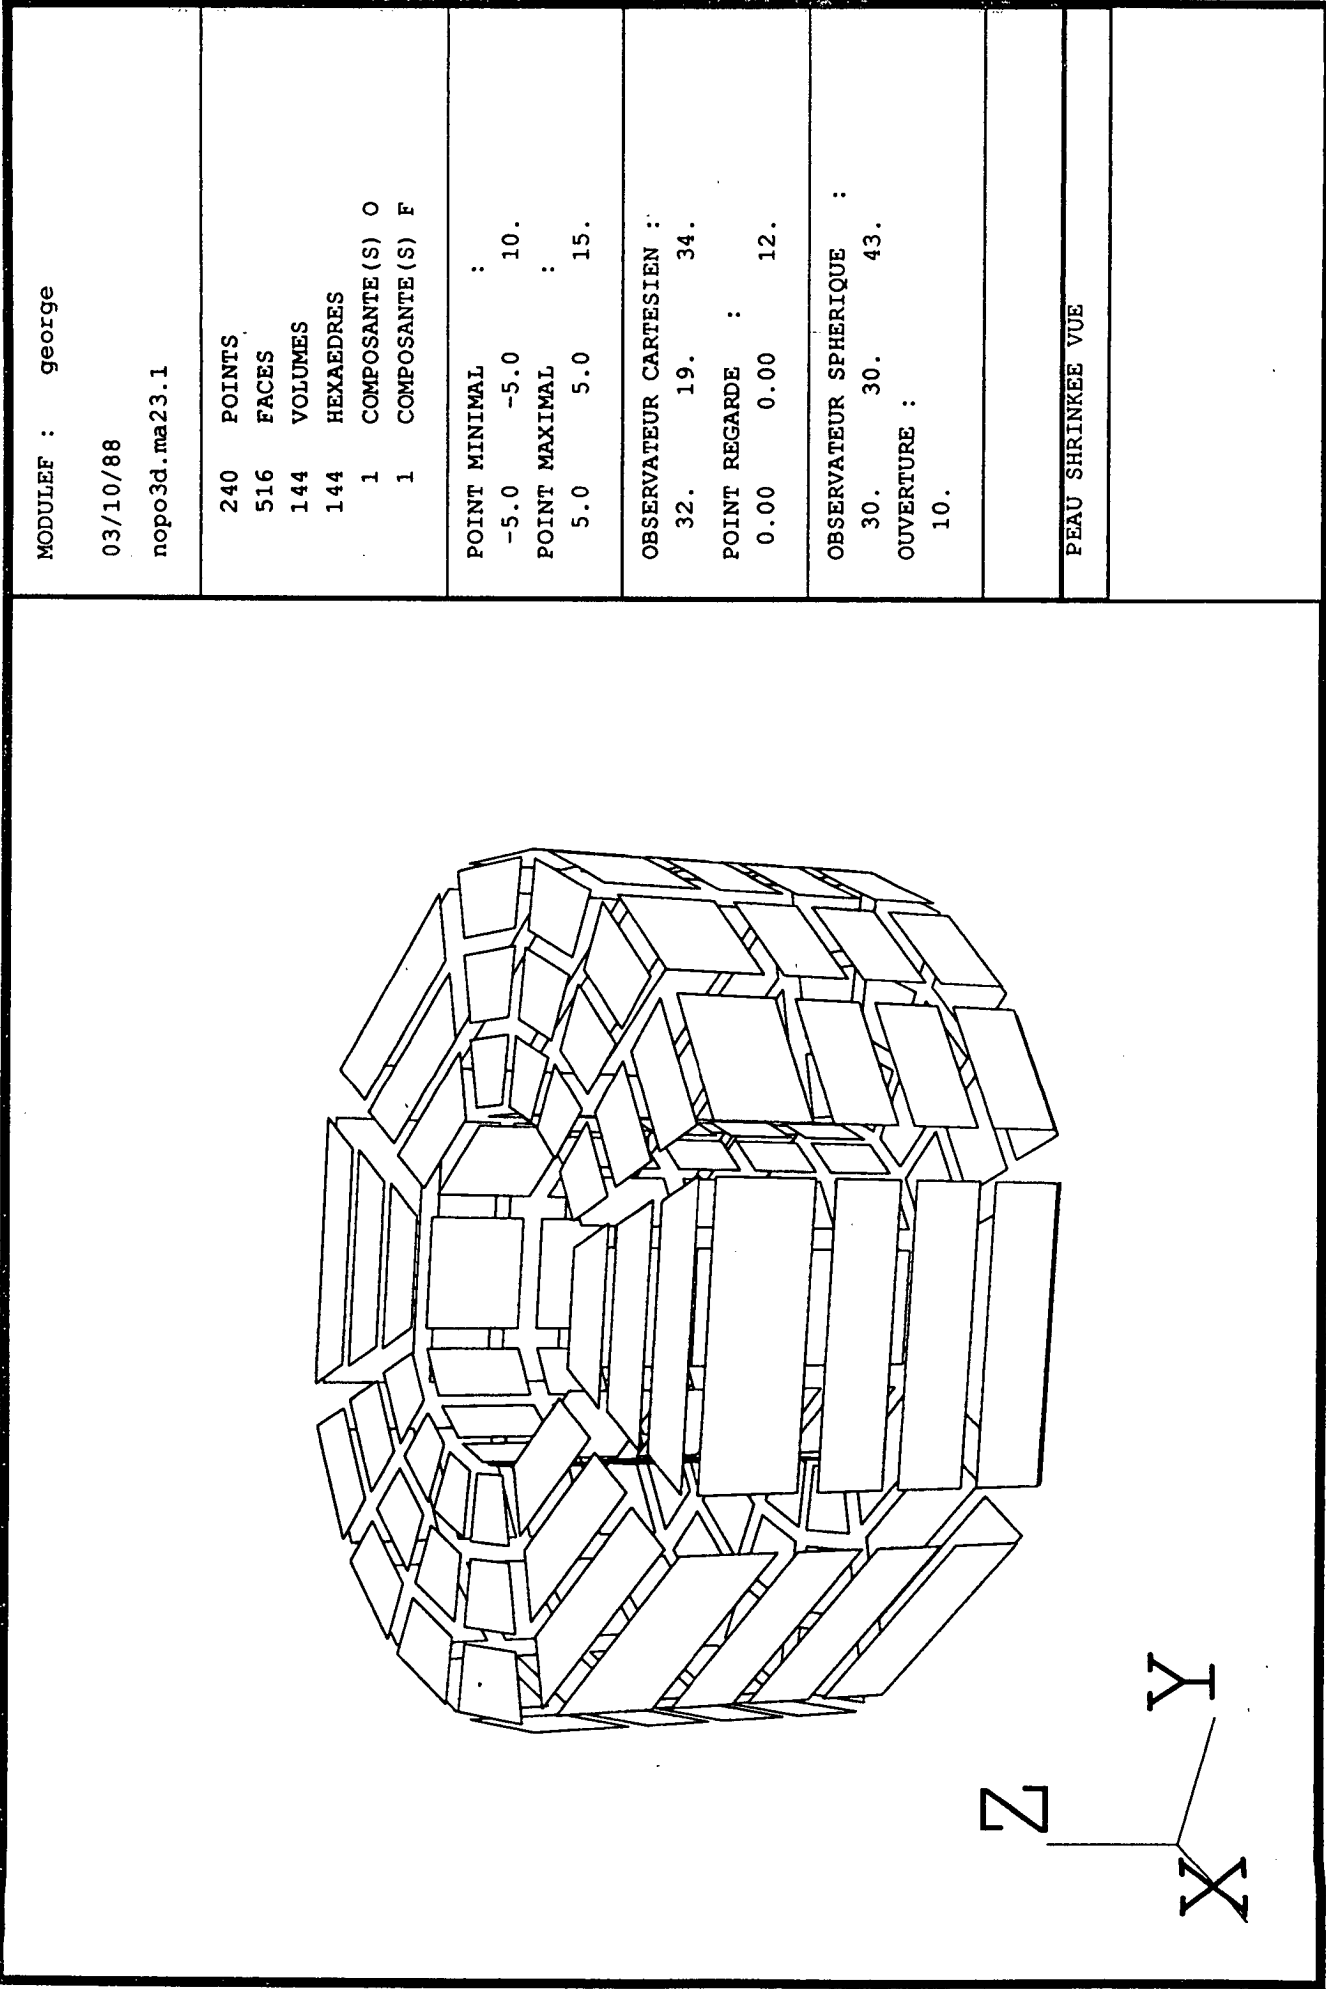 MODULEF : george
03/10/88
nopo3d.ma23.1
240 POINTS
516 FACES
144 VOLUMES
144 HEXAEDRES
1 COMPOSANTE(S) O
1 COMPOSANTE(S) F
POINT MINIMAL :
-5.0 -5.0 10.
POINT MAXIMAL :
5.0 5.0 15.
OBSERVATEUR CARTESIEN :
32. 19. 34.
POINT REGARDE :
0.00 0.00 12.
OBSERVATEUR SPHERIQUE :
30. 30. 43.
OUVERTURE :
10.
PEAU SHRINKEE VUE
Z
X
Y